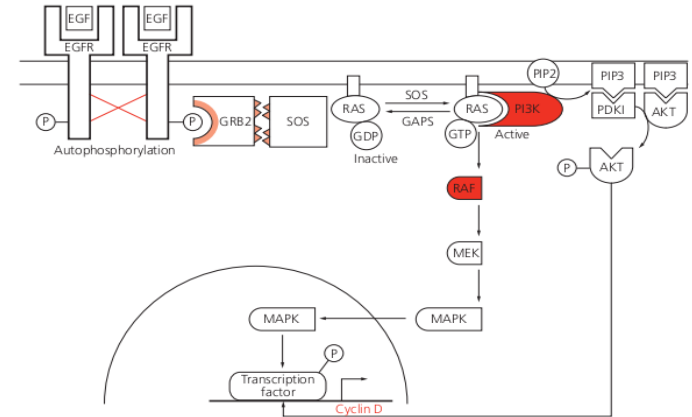 EGF
EGF
EGFR
EGFR
PIP2
PIP3
PIP3
P
P
GRB2
SOS
RAS
SOS
GAPS
RAS
PI3K
PDKI
AKT
GDP
GTP
Active
Inactive
Autophosphorylation
P
AKT
RAF
MEK
MAPK
MAPK
P
Transcription
factor
Cyclin D